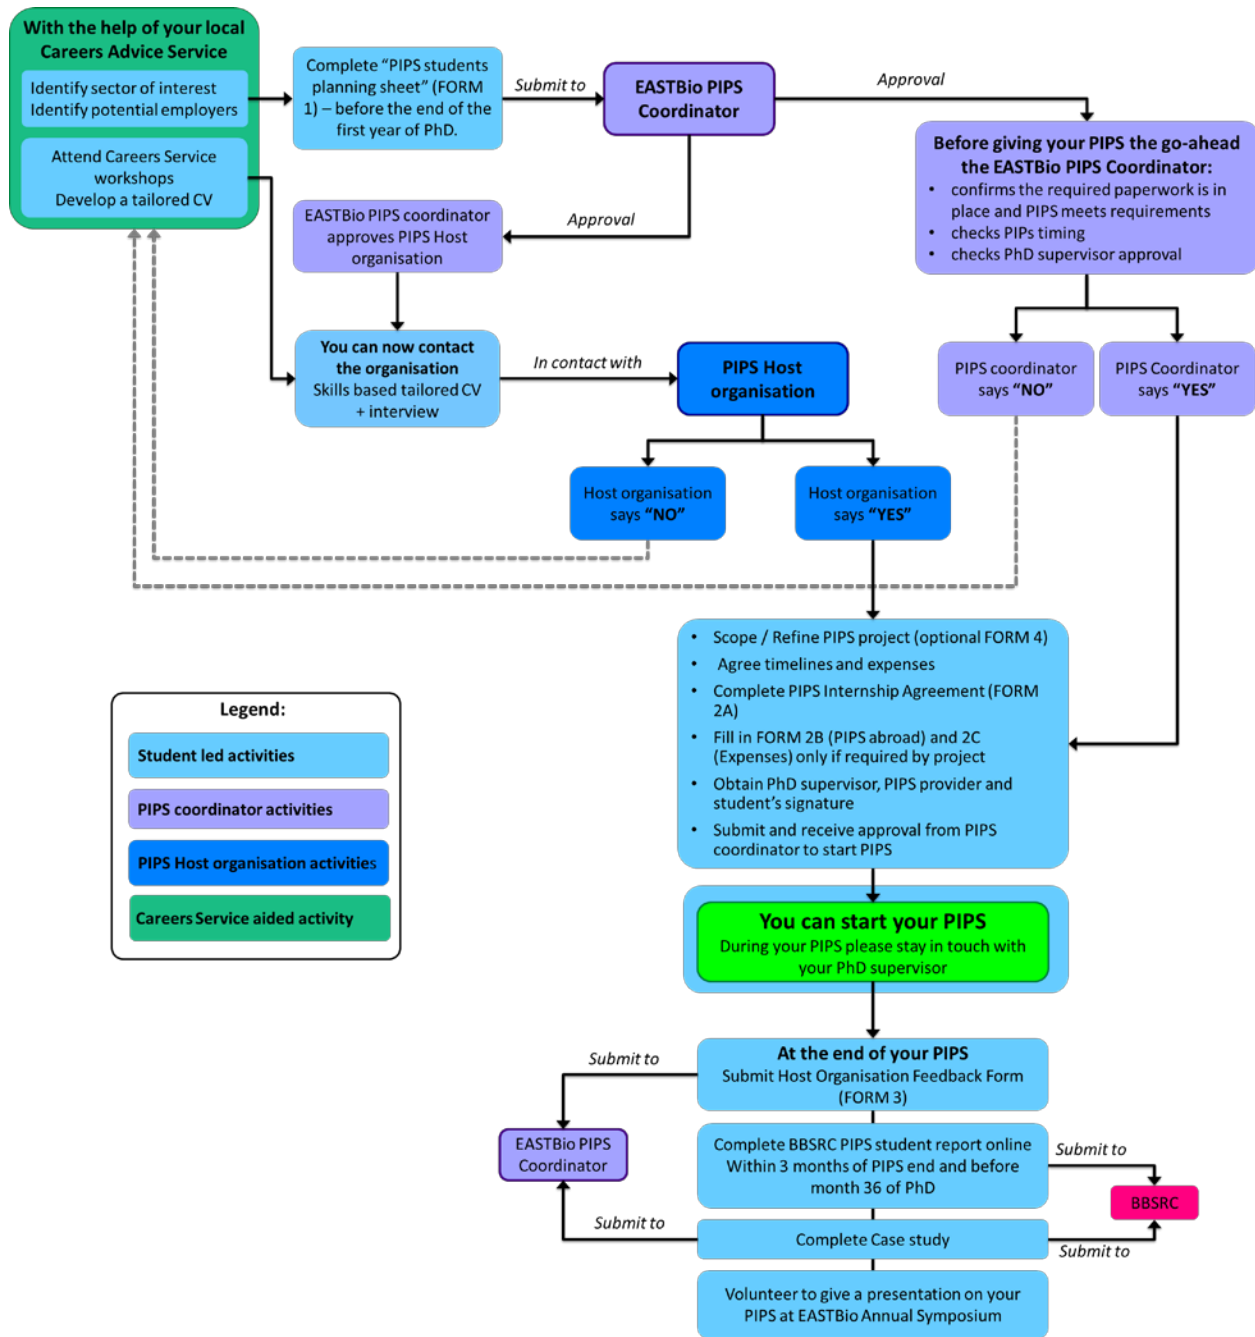 With the help of your local
Careers Advice Service
Identify sector of interest
Identify potential employers
Attend Careers Service
workshops
Develop a tailored CV
Complete “PIPS students
planning sheet” (FORM
1) – before the end of the
first year of PhD.
Submit to
EASTBio PIPS
Coordinator
Approval
Before giving your PIPS the go-ahead
the EASTBio PIPS Coordinator:
• confirms the required paperwork is in
place and PIPS meets requirements
• checks PIPs timing
• checks PhD supervisor approval
EASTBio PIPS coordinator
approves PIPS Host
organisation
Approval
You can now contact
the organisation
Skills based tailored CV
+ interview
In contact with
PIPS Host
organisation
PIPS coordinator
says “NO”
PIPS Coordinator
says “YES”
Host organisation
says “NO”
Host organisation
says “YES”
• Scope / Refine PIPS project (optional FORM 4)
• Agree timelines and expenses
• Complete PIPS Internship Agreement (FORM
2A)
• Fill in FORM 2B (PIPS abroad) and 2C
(Expenses) only if required by project
• Obtain PhD supervisor, PIPS provider and
student’s signature
• Submit and receive approval from PIPS
coordinator to start PIPS
Legend:
Student led activities
PIPS coordinator activities
PIPS Host organisation activities
Careers Service aided activity
You can start your PIPS
During your PIPS please stay in touch with
your PhD supervisor
At the end of your PIPS
Submit Host Organisation Feedback Form
(FORM 3)
Submit to
EASTBio PIPS
Coordinator
Complete BBSRC PIPS student report online
Within 3 months of PIPS end and before
month 36 of PhD
Submit to
BBSRC
Submit to
Complete Case study
Submit to
Volunteer to give a presentation on your
PIPS at EASTBio Annual Symposium